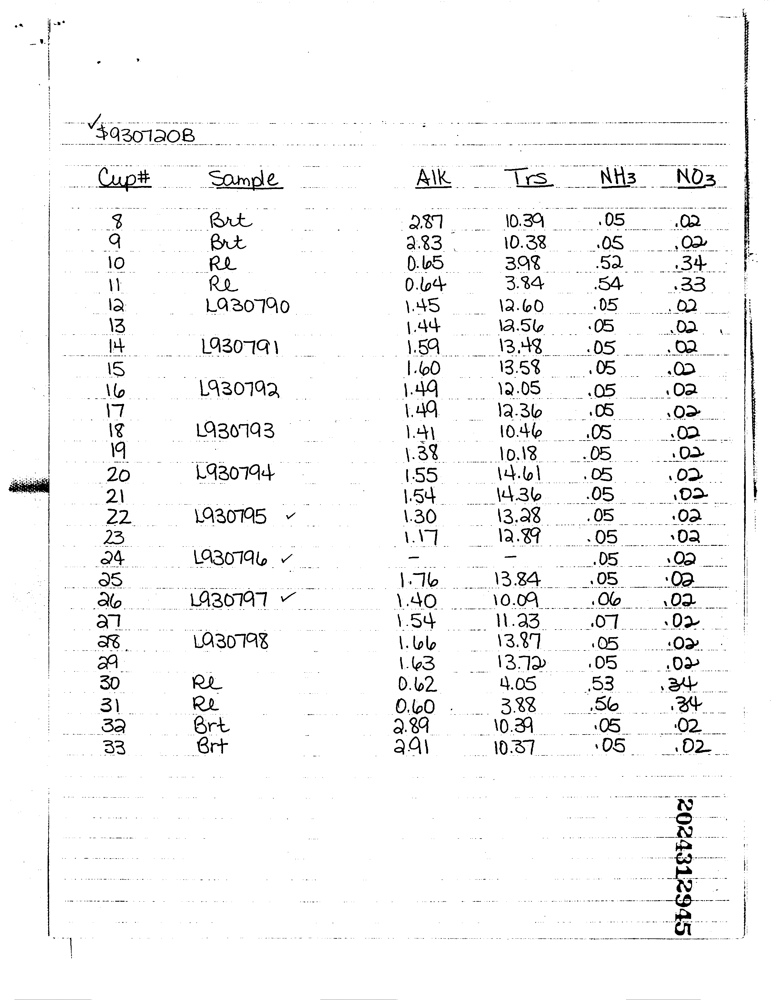 ✓$930720B
Cup# Sample Alk Trs NH3 NO3
8 Brt 2.87 10.39 .05 .02
9 Brt 2.83 10.38 .05 .02
10 Rl 0.65 3.98 .52 .34
11 Rl 0.64 3.84 .54 .33
12 L930790 1.45 12.60 .05 .02
13 1.44 12.56 .05 .02
14 L930791 1.59 13.48 .05 .02
15 1.60 13.58 .05 .02
16 L930792 1.49 12.05 .05 .02
17 1.49 12.36 .05 .02
18 L930793 1.41 10.46 .05 .02
19 1.38 10.18 .05 .02
20 L930794 1.55 14.61 .05 .02
21 1.54 14.36 .05 .02
22 L930795 ✓ 1.30 13.28 .05 .02
23 1.17 12.89 .05 .02
24 L930796 ✓ – – .05 .02
25 1.76 13.84 .05 .02
26 L930797 ✓ 1.40 10.09 .06 .02
27 1.54 11.23 .07 .02
28 L930798 1.66 13.87 .05 .02
29 1.63 13.72 .05 .02
30 Rl 0.62 4.05 .53 .34
31 Rl 0.60 3.88 .56 .34
32 Brt 2.89 10.39 .05 .02
33 Brt 2.91 10.37 .05 .02
2024312945